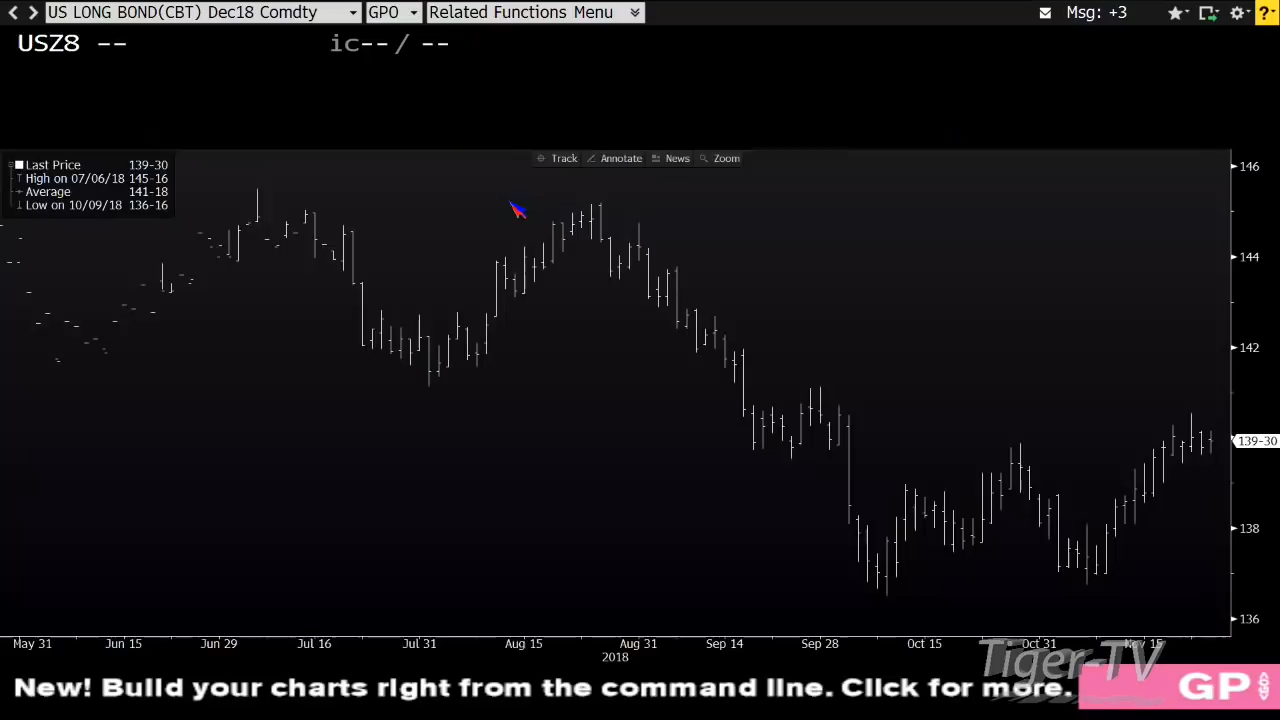 US LONG BOND(CBT) Dec18 Comdty GPO Related Functions Menu Msg: +3 ?
USZ8 -- ic--/ --
Track Annotate News Zoom
Last Price 139-30
High on 07/06/18 145-16
Average 141-18
Low on 10/09/18 136-16
146
144
142
139-30
138
136
May 31 Jun 15 Jun 29 Jul 16 Jul 31 Aug 15 Aug 31 Sep 14 Sep 28 Oct 15 Oct 31 Nov 15
2018
Tiger-TV
New! Build your charts right from the command line. Click for more. GP